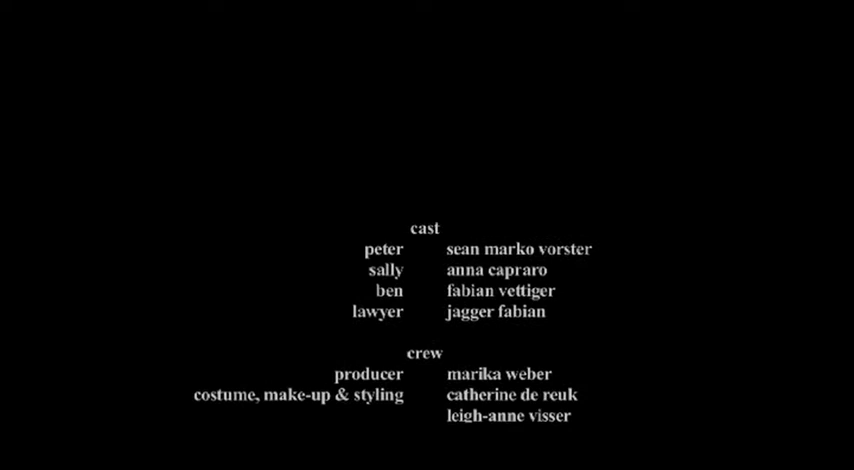 cast
peter sean marko vorster
sally anna capraro
ben fabian vettiger
lawyer jagger fabian
crew
producer marika weber
costume, make-up & styling catherine de reuk
leigh-anne visser